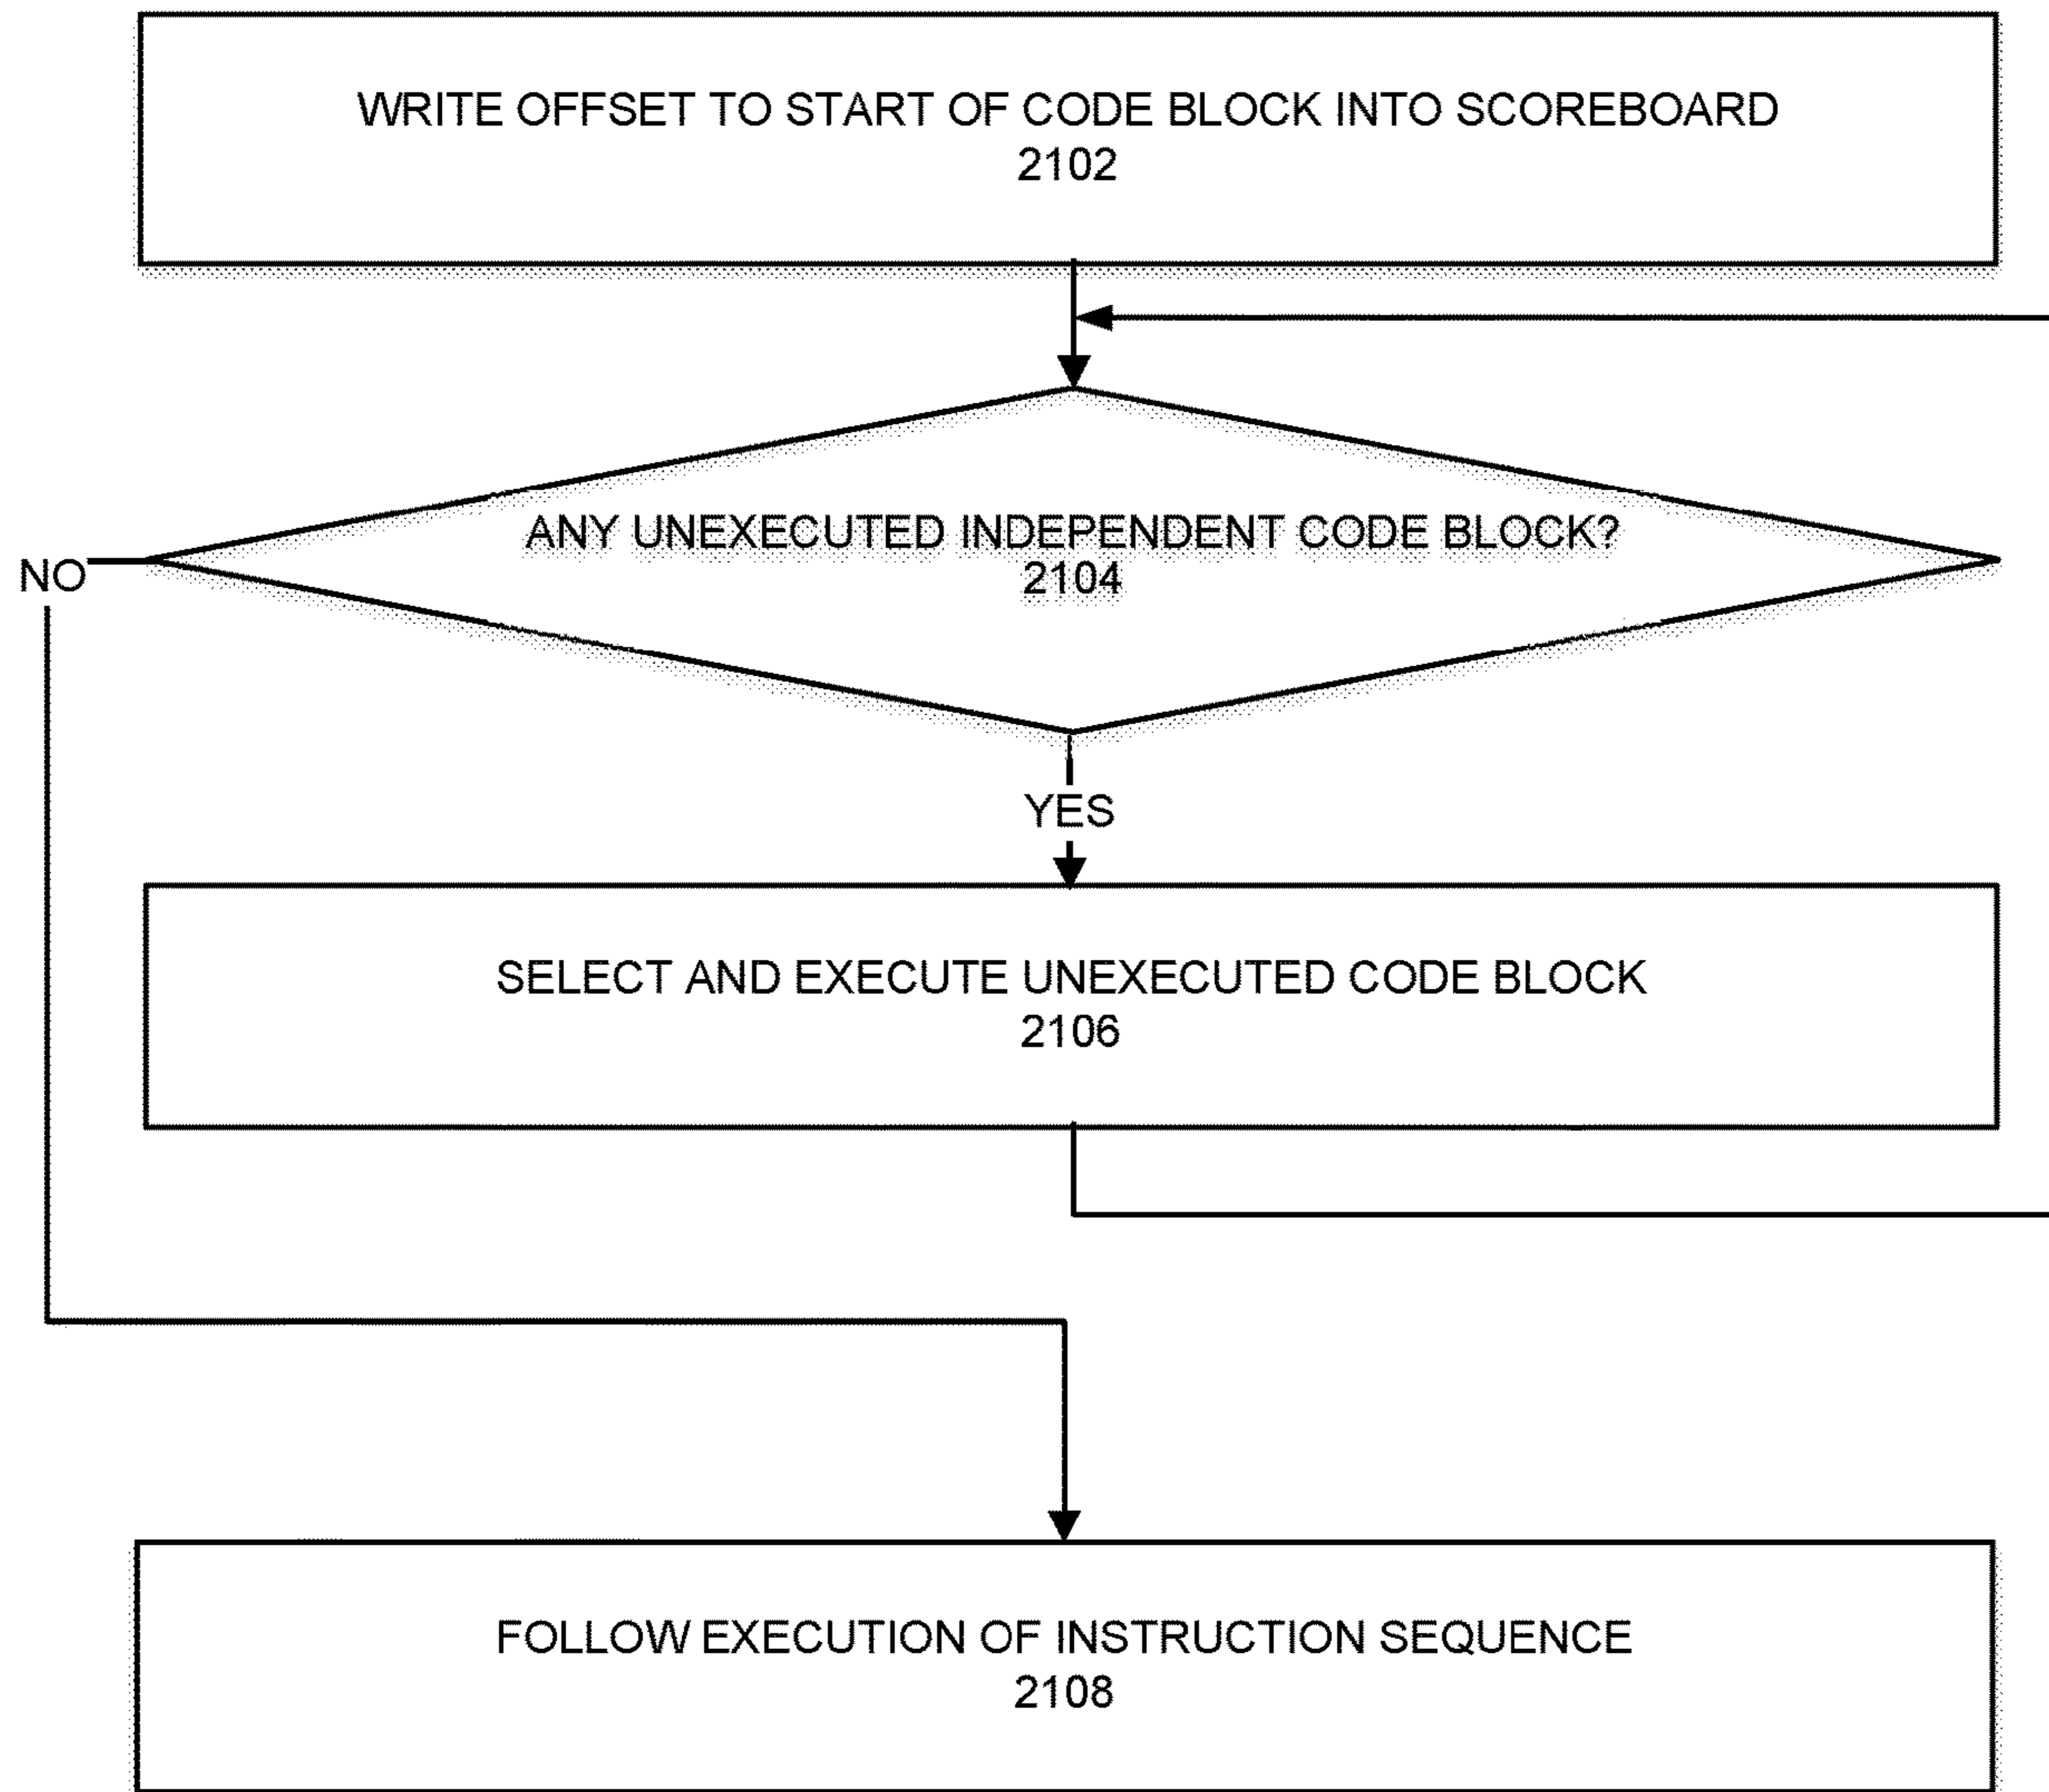 WRITE OFFSET TO START OF CODE BLOCK INTO SCOREBOARD
2102
ANY UNEXECUTED INDEPENDENT CODE BLOCK?
2104
NO
YES
SELECT AND EXECUTE UNEXECUTED CODE BLOCK
2106
FOLLOW EXECUTION OF INSTRUCTION SEQUENCE
2108